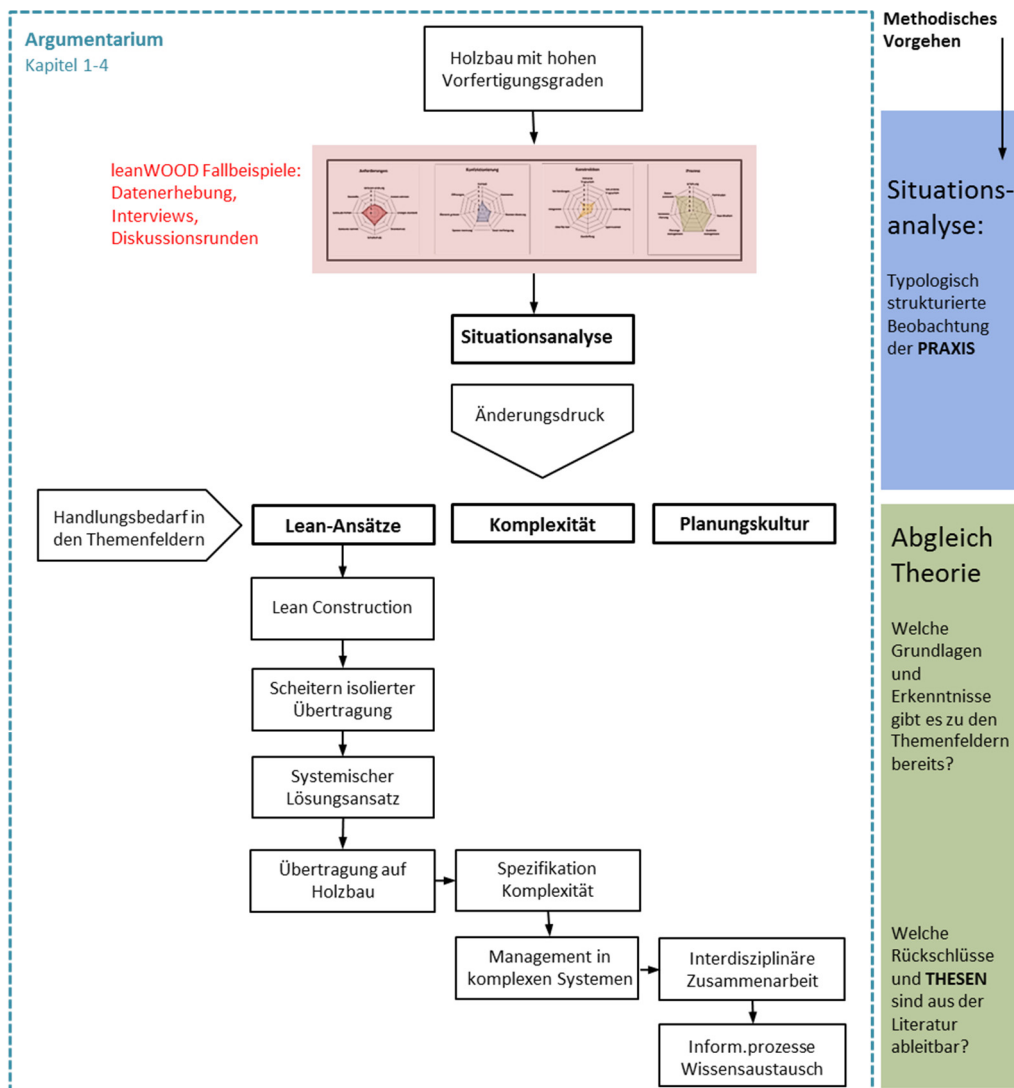 Argumentarium
Kapitel 1-4
Methodisches
Vorgehen
Holzbau mit hohen
Vorfertigungsgraden
leanWOOD Fallbeispiele:
Datenerhebung,
Interviews,
Diskussionsrunden
Anforderungen
Konstruktion
Prozess
Situations-
analyse:
Typologisch
strukturierte
Beobachtung
der PRAXIS
Situationsanalyse
Änderungsdruck
Handlungsbedarf in
den Themenfeldern
Lean-Ansätze
Komplexität
Planungskultur
Abgleich
Theorie
Welche
Grundlagen
und
Erkenntnisse
gibt es zu den
Themenfeldern
bereits?
Lean Construction
Scheitern isolierter
Übertragung
Systemischer
Lösungsansatz
Übertragung auf
Holzbau
Spezifikation
Komplexität
Management in
komplexen Systemen
Interdisziplinäre
Zusammenarbeit
Inform.prozesse
Wissensaustausch
Welche
Rückschlüsse
und THESEN
sind aus der
Literatur
ableitbar?